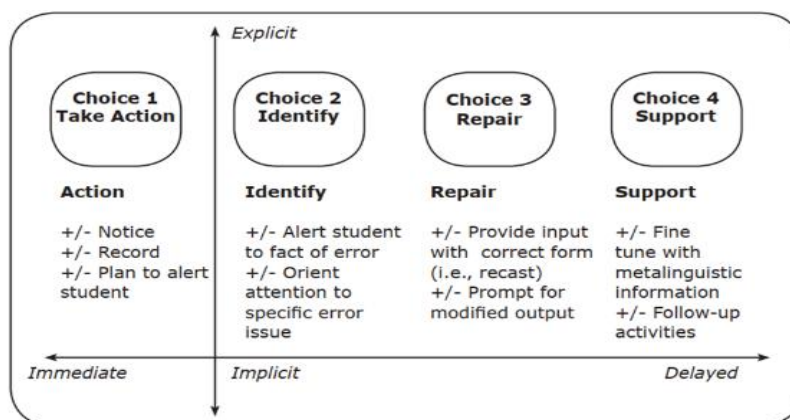 Explicit
Choice 1
Take Action
Choice 2
Identify
Choice 3
Repair
Choice 4
Support
Action
+/- Notice
+/- Record
+/- Plan to alert
student
Identify
+/- Alert student
to fact of error
+/- Orient
attention to
specific error
issue
Repair
+/- Provide input
with correct form
(i.e., recast)
+/- Prompt for
modified output
Support
+/- Fine
tune with
metalinguistic
information
+/- Follow-up
activities
Immediate
Implicit
Delayed